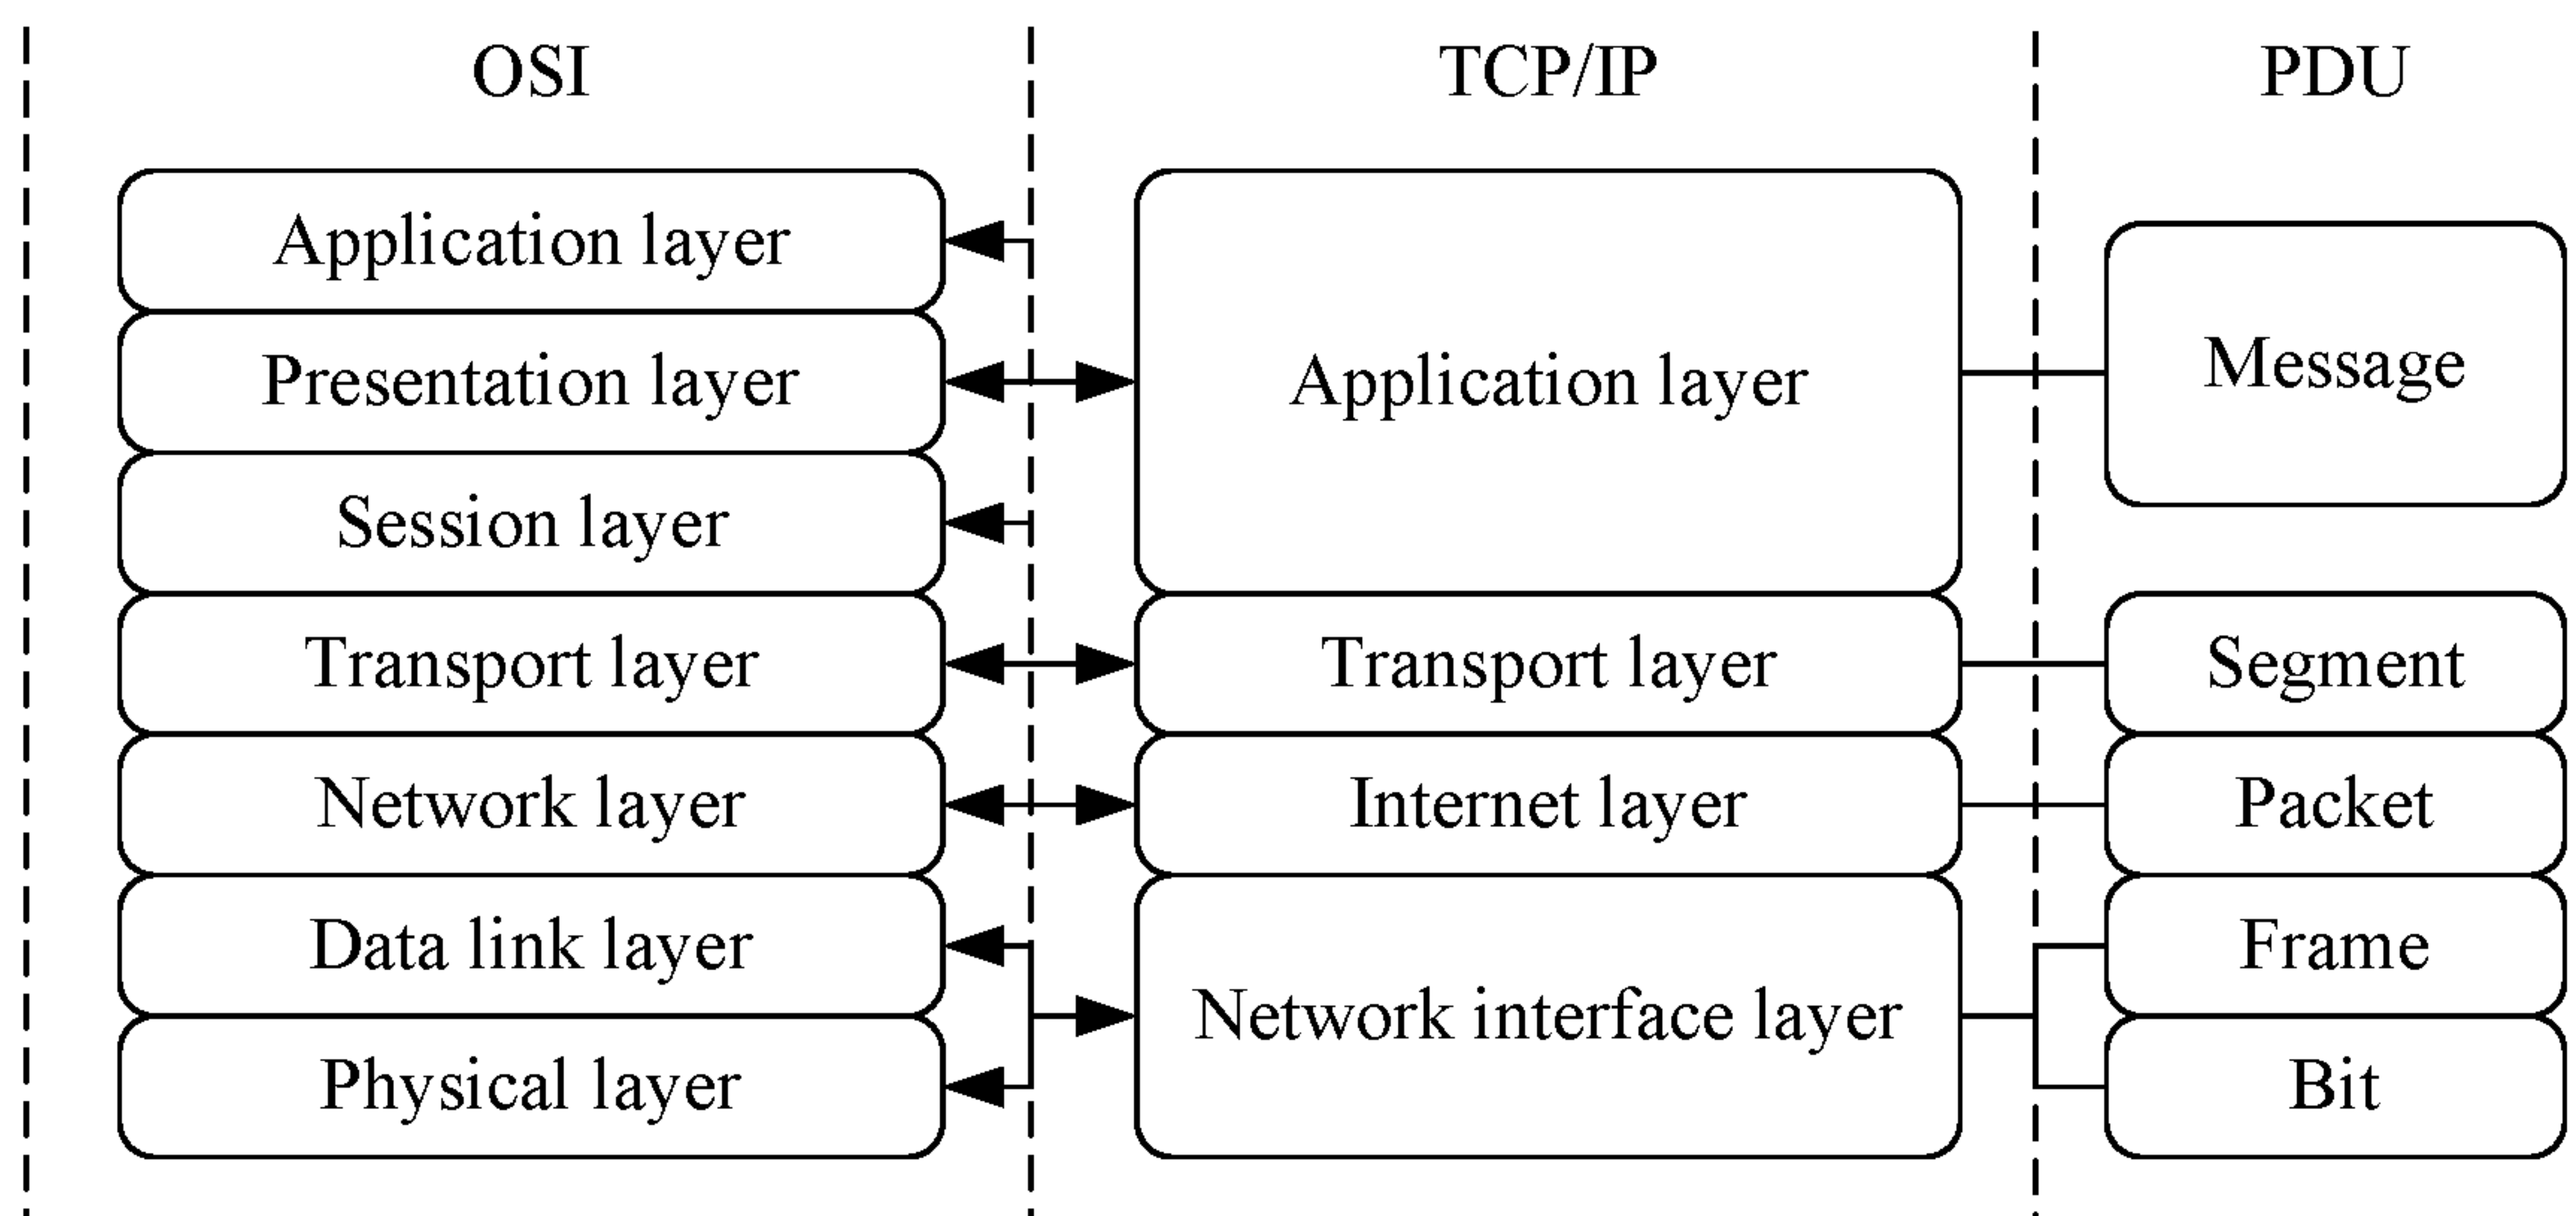 OSI
TCP/IP
PDU
Application layer
Presentation layer
Session layer
Transport layer
Network layer
Data link layer
Physical layer
Application layer
Transport layer
Internet layer
Network interface layer
Message
Segment
Packet
Frame
Bit